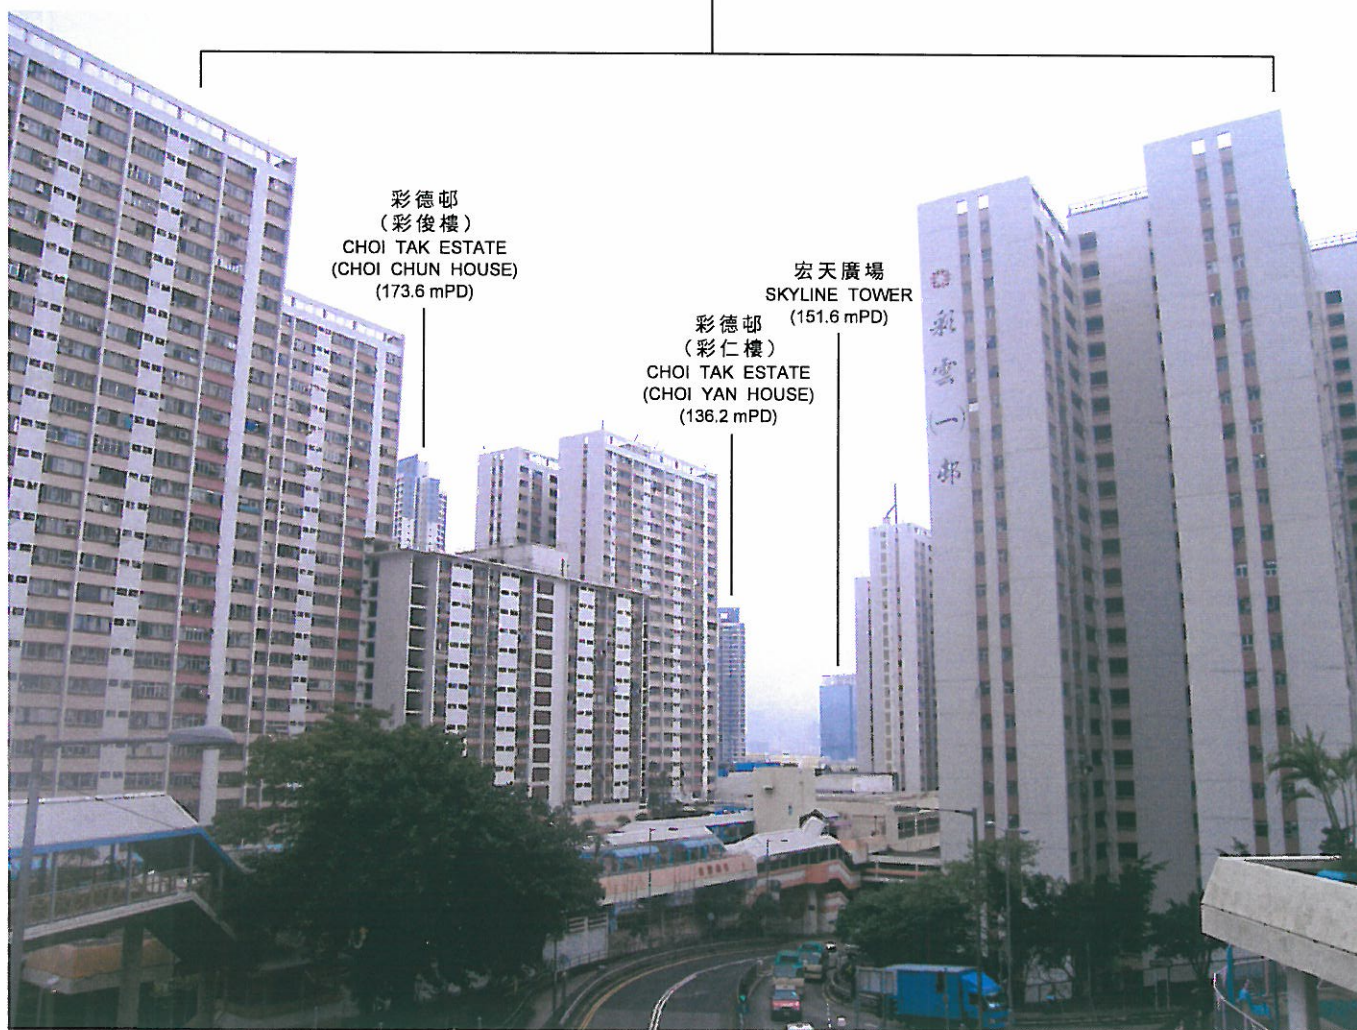 彩德邨
（彩俊樓）
CHOI TAK ESTATE
(CHOI CHUN HOUSE)
(173.6 mPD)
宏天廣場
SKYLINE TOWER
(151.6 mPD)
彩德邨
（彩仁樓）
CHOI TAK ESTATE
(CHOI YAN HOUSE)
(136.2 mPD)
彩雲(一)邨